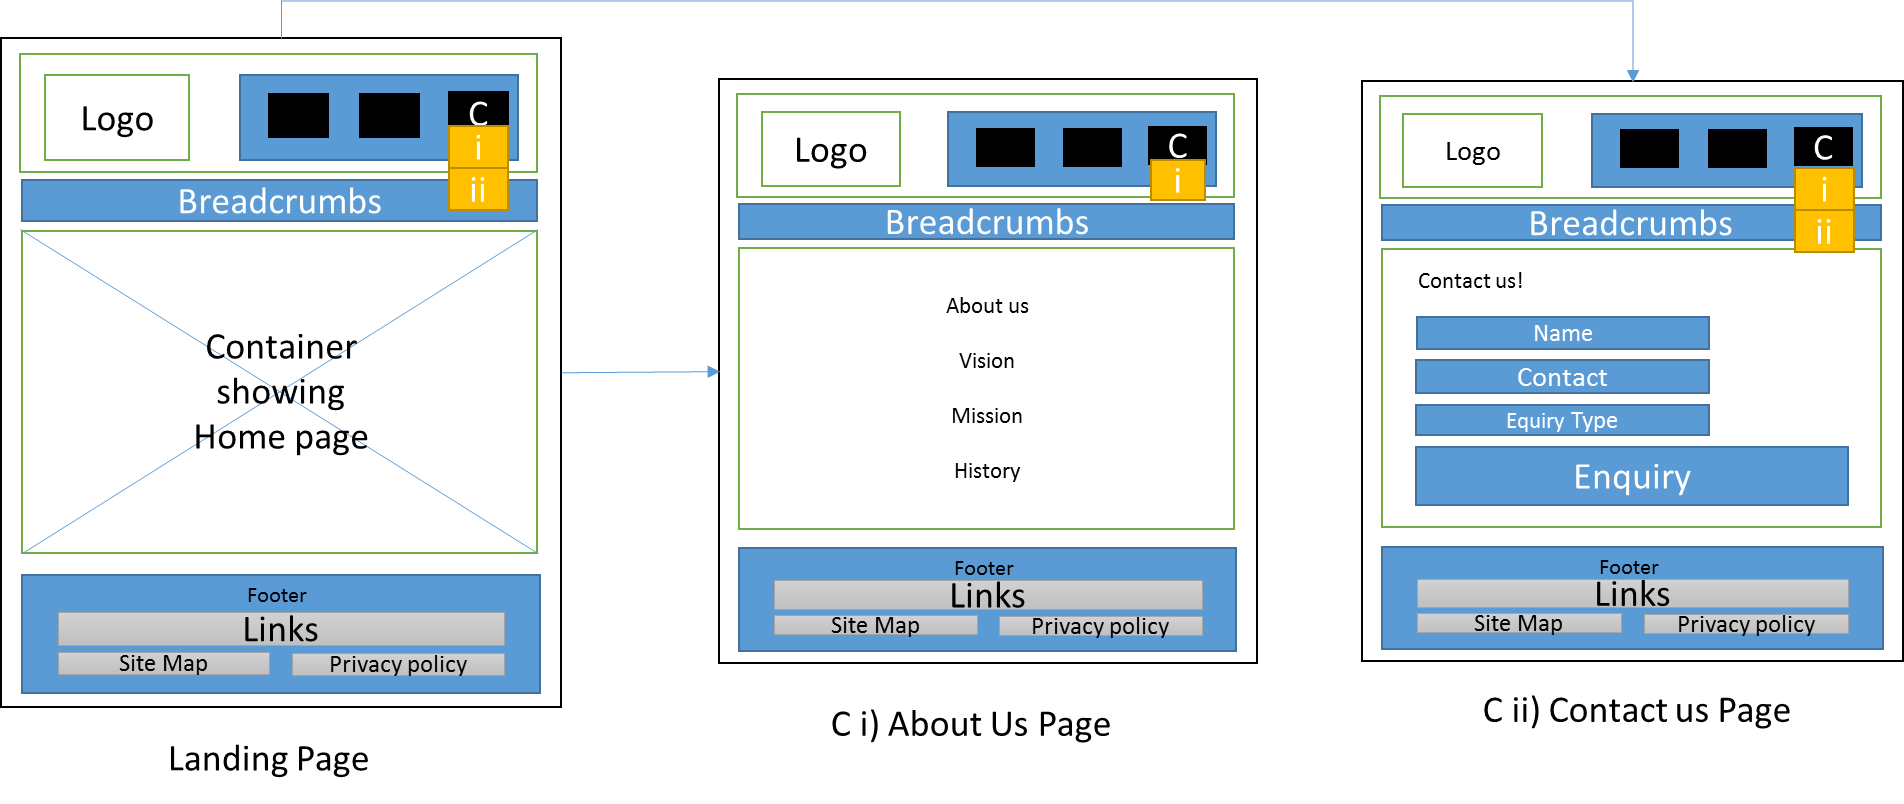 Logo
C
i
ii
Breadcrumbs
Container
showing
Home page
Footer
Links
Site Map
Privacy policy
Landing Page
Logo
C
i
Breadcrumbs
About us
Vision
Mission
History
Footer
Links
Site Map
Privacy policy
C i) About Us Page
Logo
C
i
ii
Breadcrumbs
Contact us!
Name
Contact
Equiry Type
Enquiry
Footer
Links
Site Map
Privacy policy
C ii) Contact us Page